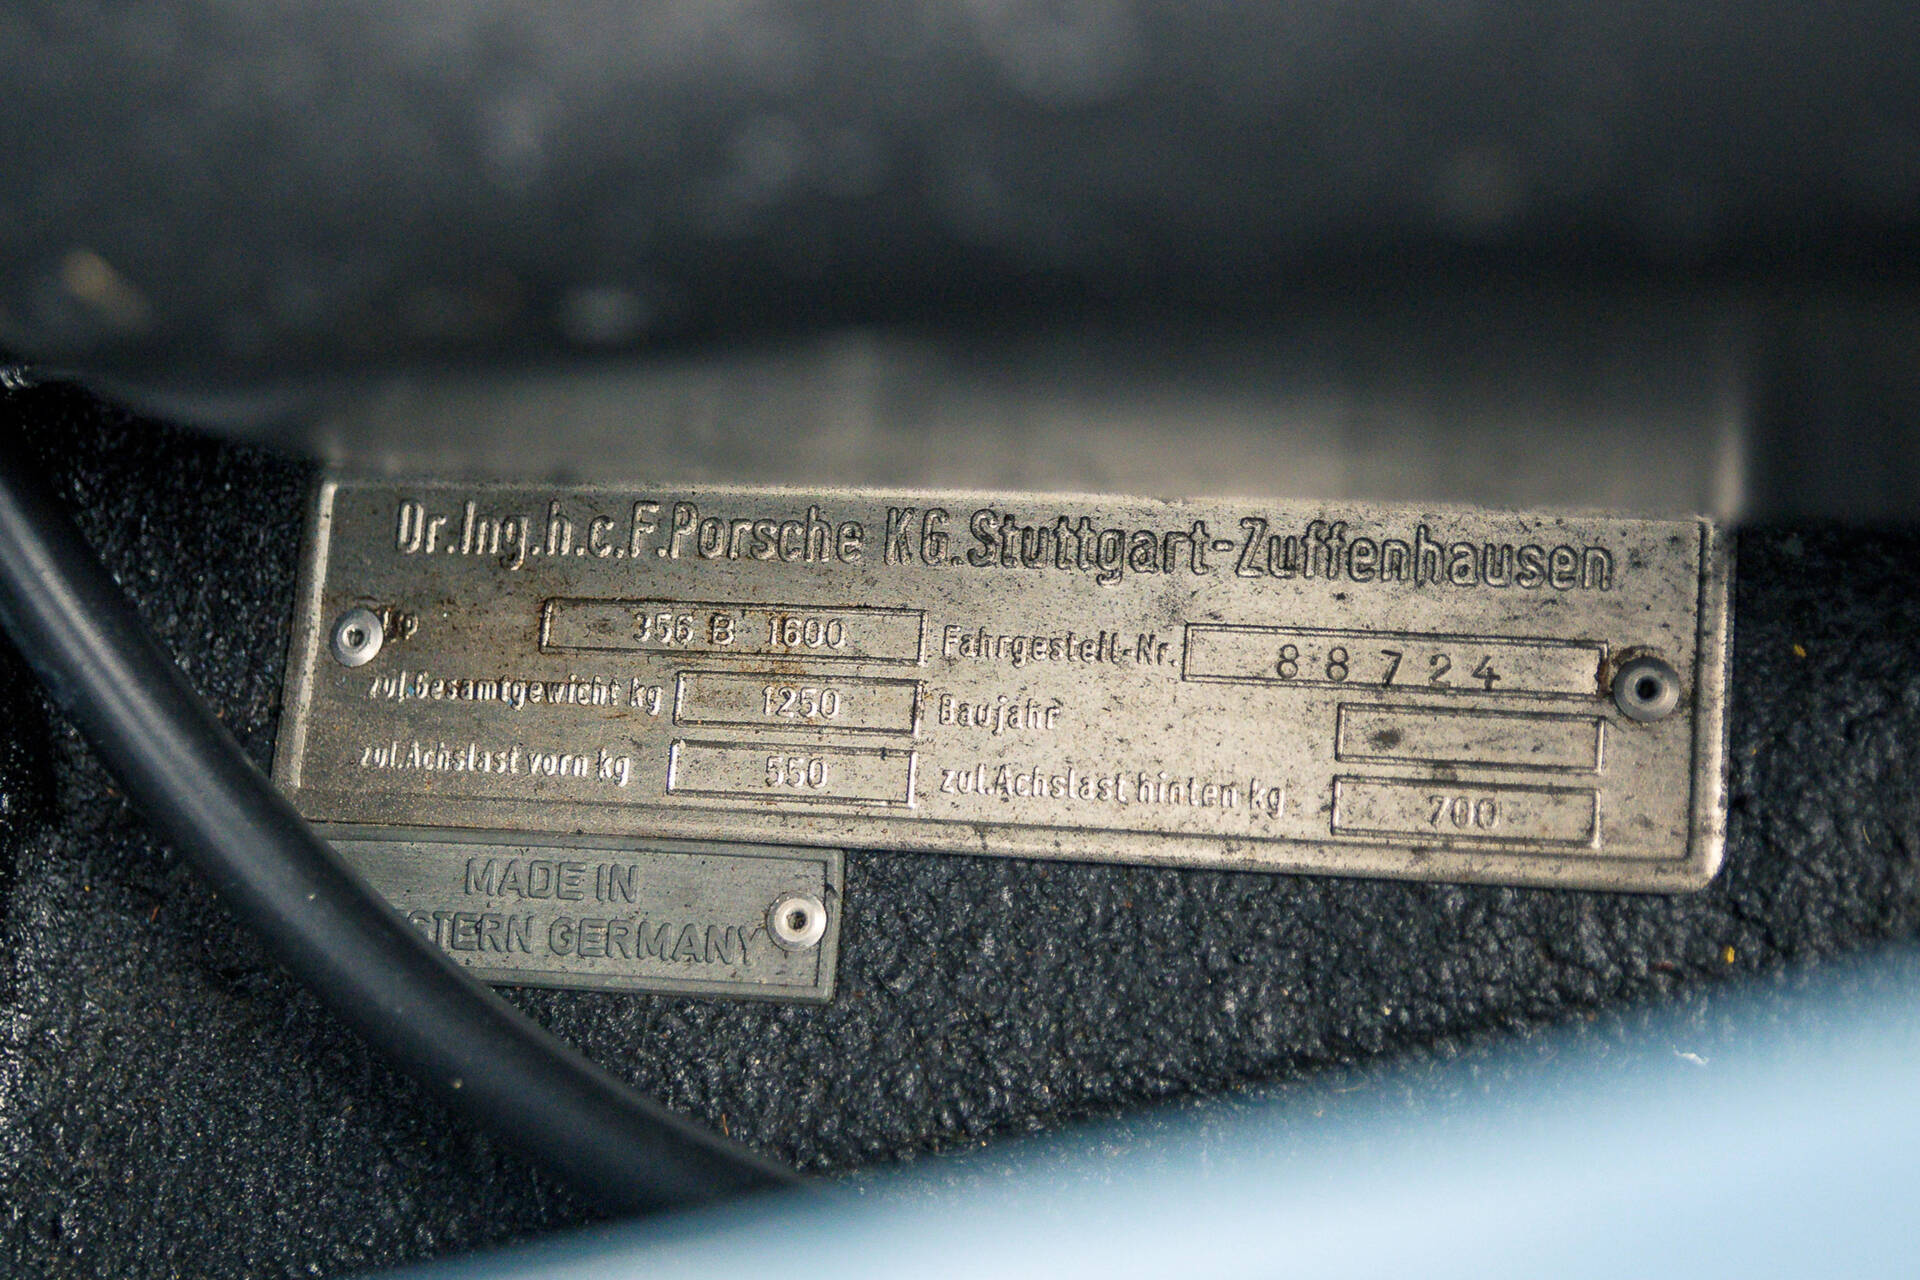 Dr.Ing.h.c.F.Porsche KG.Stuttgart-Zuffenhausen
356 B 1600 Fahrgestell-Nr. 88724
zul.Gesamtgewicht kg 1250 Baujahr
zul.Achslast vorn kg 550 zul.Achslast hinten kg 700
MADE IN
GERMANY